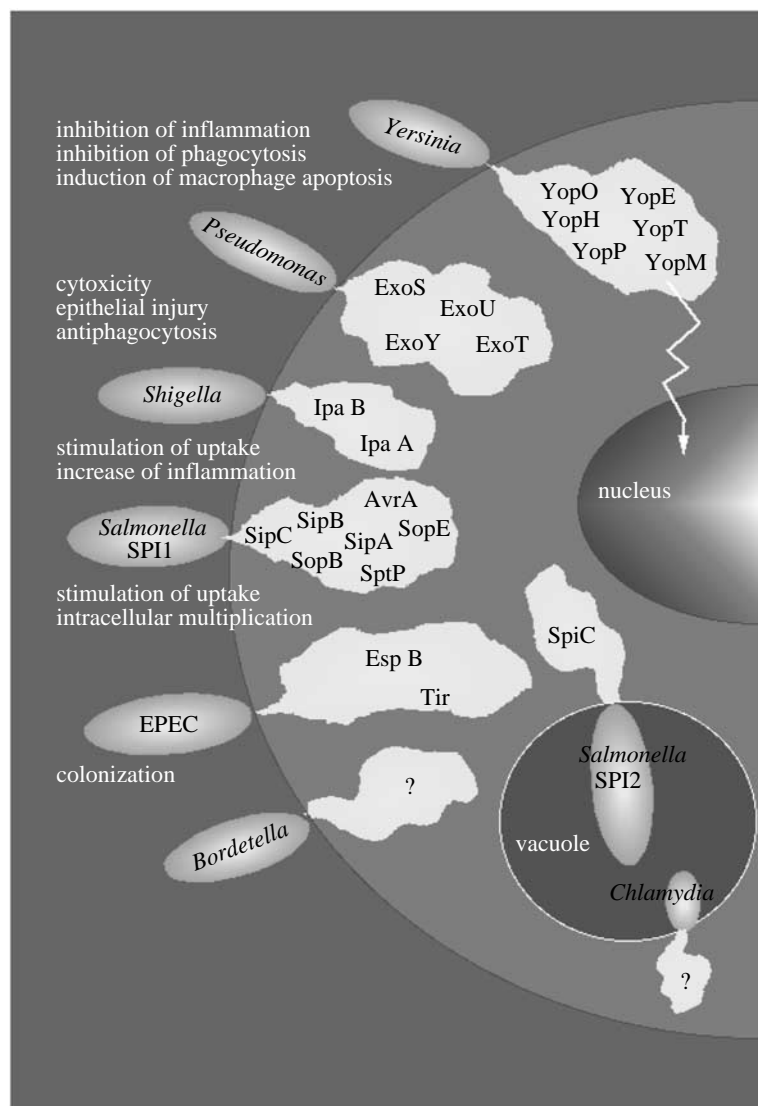 Yersinia
inhibition of inflammation
inhibition of phagocytosis
induction of macrophage apoptosis
YopO
YopE
YopH
YopT
YopP
YopM
Pseudomonas
cytoxicity
epithelial injury
antiphagocytosis
ExoS
ExoU
ExoY
ExoT
Shigella
Ipa B
Ipa A
stimulation of uptake
increase of inflammation
nucleus
Salmonella
SPI1
AvrA
SipB
SopE
SipC
SipA
SopB
SptP
stimulation of uptake
intracellular multiplication
SpiC
Esp B
Tir
EPEC
colonization
?
Bordetella
Salmonella
SPI2
vacuole
Chlamydia
?